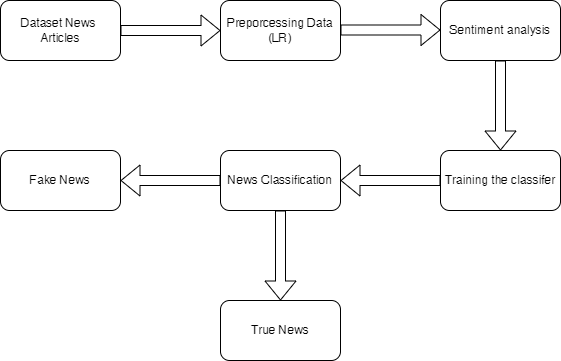 Dataset News
Articles
Preporcessing Data
(LR)
Sentiment analysis
Fake News
News Classification
Training the classifer
True News